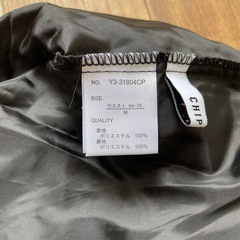 NO. Y3-31804CP
SIZE:
ウエスト 64-70
M
QUALITY:
表地
ポリエステル 100%
裏地
ポリエステル 100%
CHIP